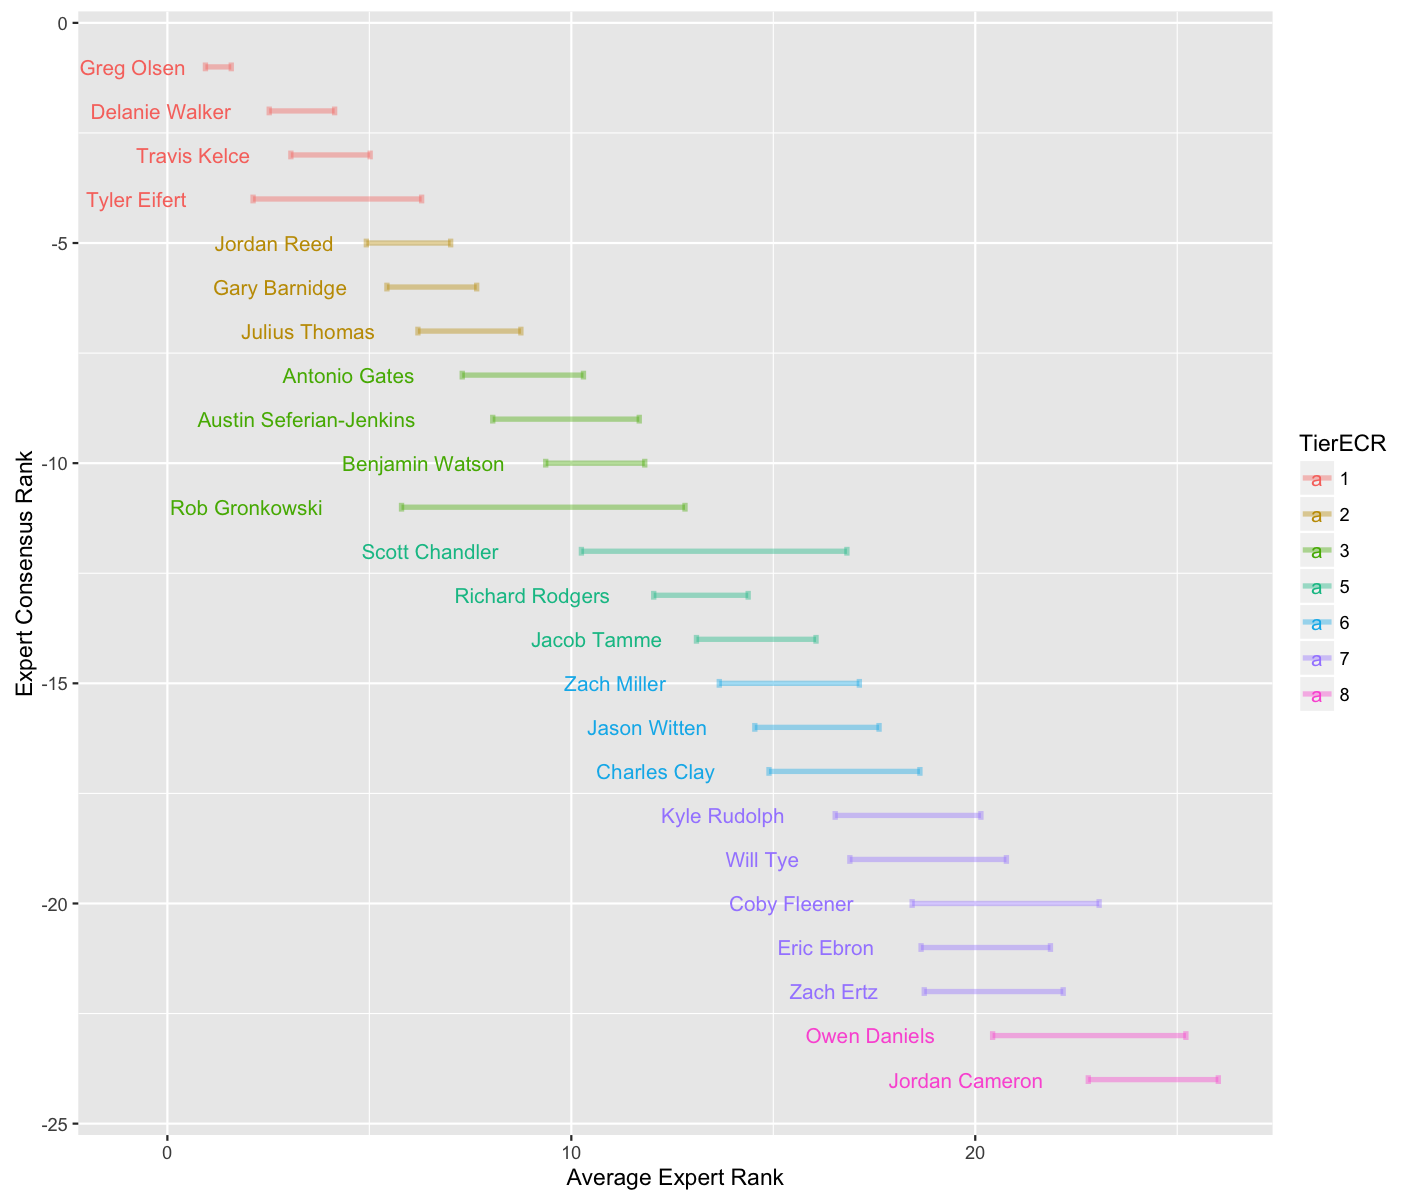 0
Greg Olsen
Delanie Walker
Travis Kelce
Tyler Eifert
-5
Jordan Reed
Gary Barnidge
Julius Thomas
Antonio Gates
Austin Seferian-Jenkins
-10
Benjamin Watson
Rob Gronkowski
Scott Chandler
Richard Rodgers
Jacob Tamme
-15
Zach Miller
Jason Witten
Charles Clay
Kyle Rudolph
Will Tye
-20
Coby Fleener
Eric Ebron
Zach Ertz
Owen Daniels
Jordan Cameron
-25
0 10 20
Average Expert Rank
Expert Consensus Rank
TierECR
a 1
a 2
a 3
a 5
a 6
a 7
a 8